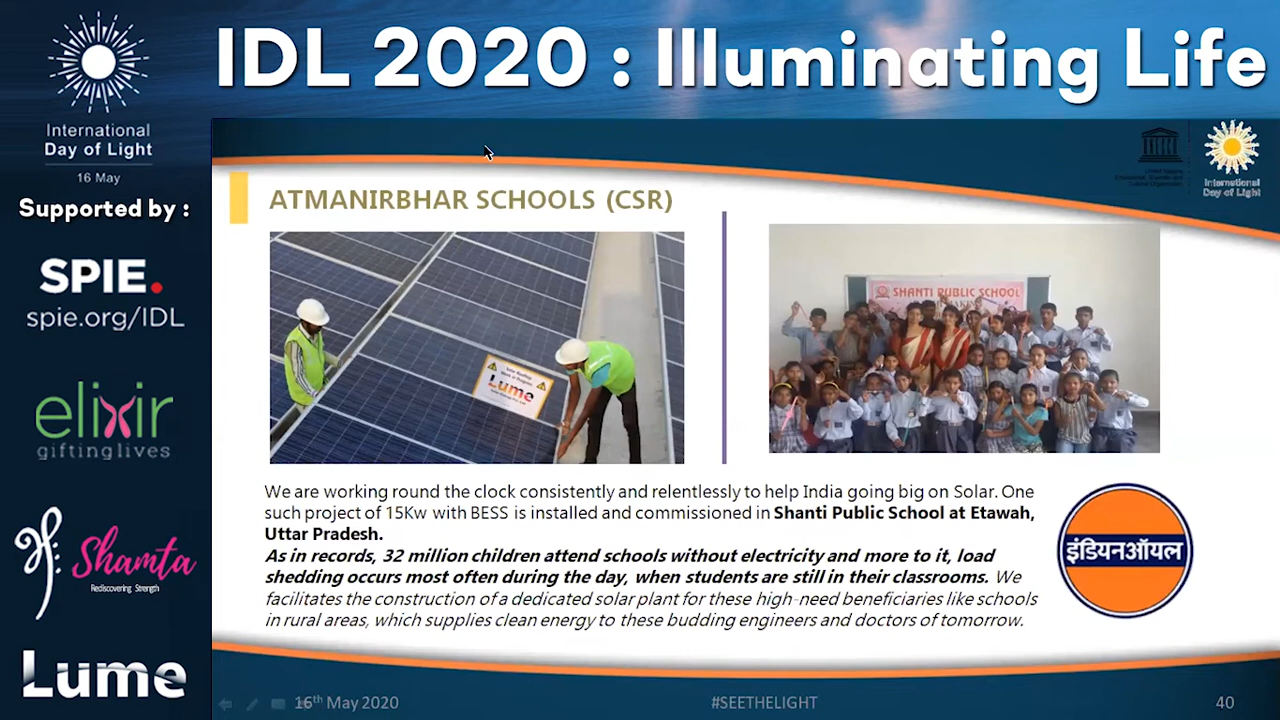 IDL 2020 : Illuminating Life
International
Day of Light
16 May
Supported by :
SPIE.
spie.org/IDL
elixir
giftinglives
Shamta
Rediscovering Strength
Lume
International
Day of Light
ATMANIRBHAR SCHOOLS (CSR)
Lume
SHANTI PUBLIC SCHOOL
We are working round the clock consistently and relentlessly to help India going big on Solar. One
such project of 15Kw with BESS is installed and commissioned in Shanti Public School at Etawah,
Uttar Pradesh.
As in records, 32 million children attend schools without electricity and more to it, load
shedding occurs most often during the day, when students are still in their classrooms. We
facilitates the construction of a dedicated solar plant for these high-need beneficiaries like schools
in rural areas, which supplies clean energy to these budding engineers and doctors of tomorrow.
इंडियनऑयल
16th May 2020
#SEETHELIGHT
40